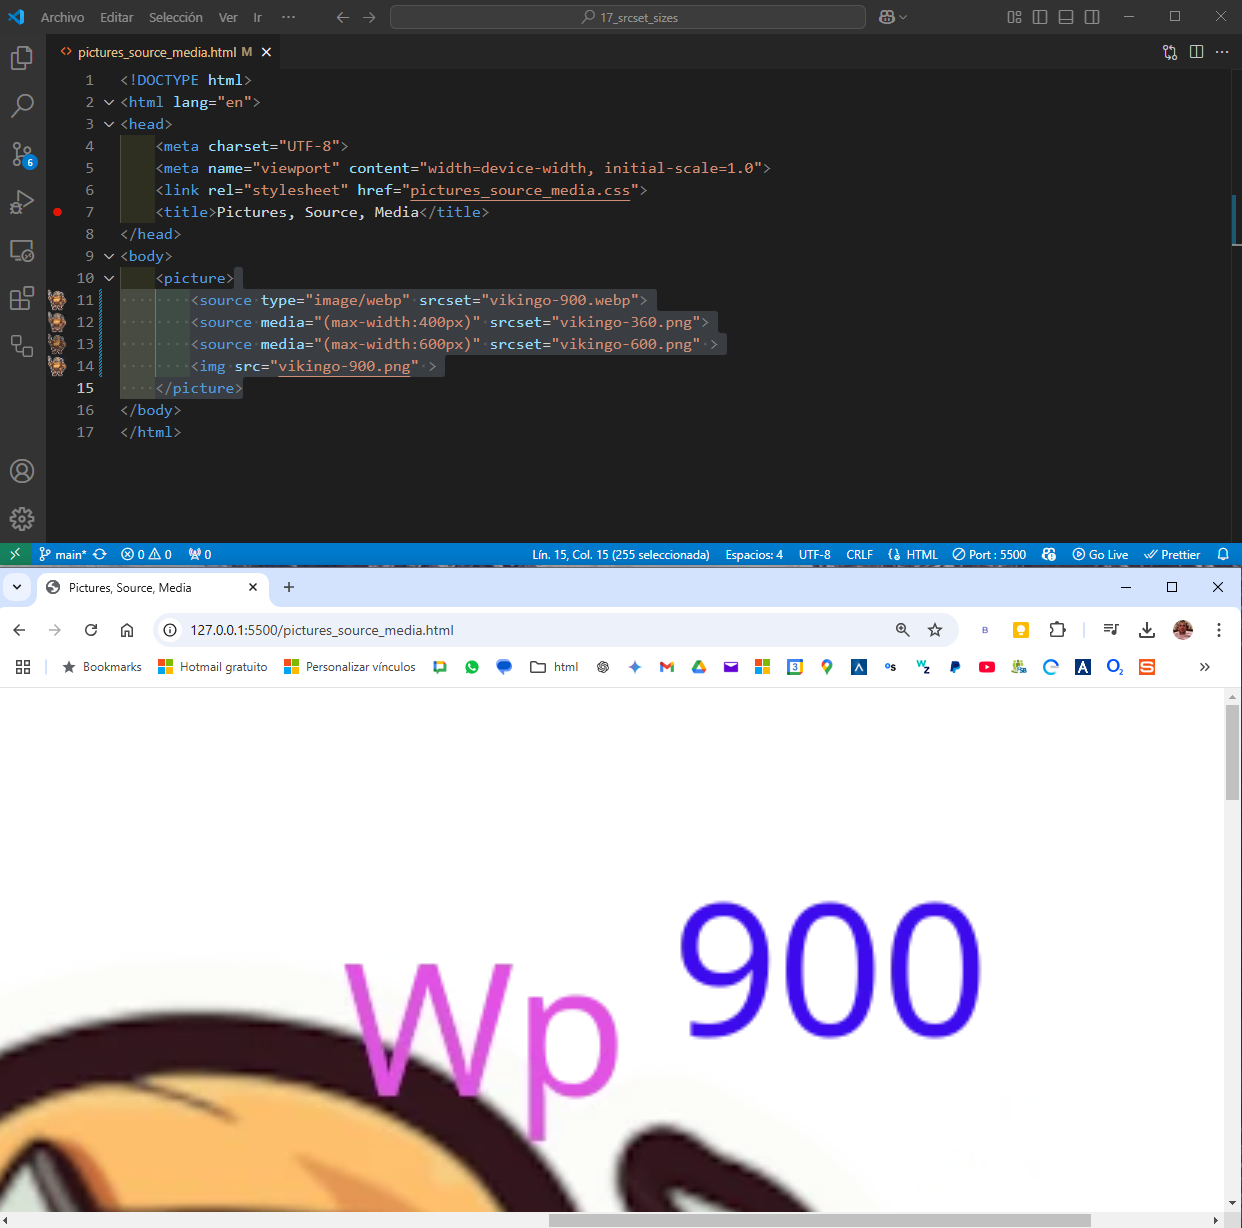 Archivo Editar Selección Ver Ir ··· 17_srcset_sizes
pictures_source_media.html M
1 <!DOCTYPE html>
2 <html lang="en">
3 <head>
4 <meta charset="UTF-8">
5 <meta name="viewport" content="width=device-width, initial-scale=1.0">
6 <link rel="stylesheet" href="pictures_source_media.css">
7 <title>Pictures, Source, Media</title>
8 </head>
9 <body>
10 <picture>
11 <source type="image/webp" srcset="vikingo-900.webp">
12 <source media="(max-width:400px)" srcset="vikingo-360.png">
13 <source media="(max-width:600px)" srcset="vikingo-600.png" >
14 <img src="vikingo-900.png" >
15 </picture>
16 </body>
17 </html>
6
main* 0 0 0 Lín. 15, Col. 15 (255 seleccionada) Espacios: 4 UTF-8 CRLF HTML Port : 5500 Go Live Prettier
Pictures, Source, Media
127.0.0.1:5500/pictures_source_media.html B
Bookmarks Hotmail gratuito Personalizar vínculos html
900
Wp